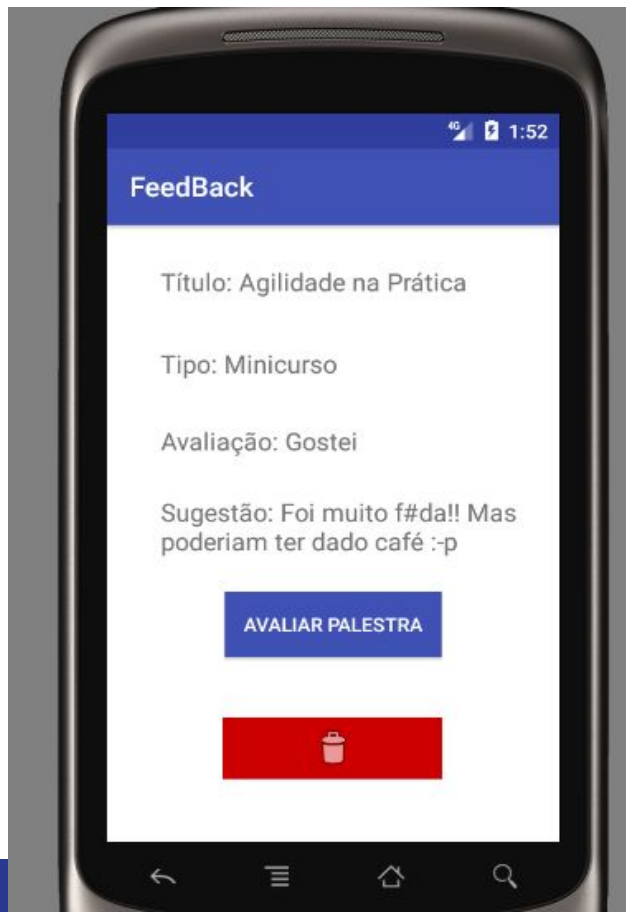 4G 1:52
FeedBack
Título: Agilidade na Prática
Tipo: Minicurso
Avaliação: Gostei
Sugestão: Foi muito f#da!! Mas
poderiam ter dado café :-p
AVALIAR PALESTRA